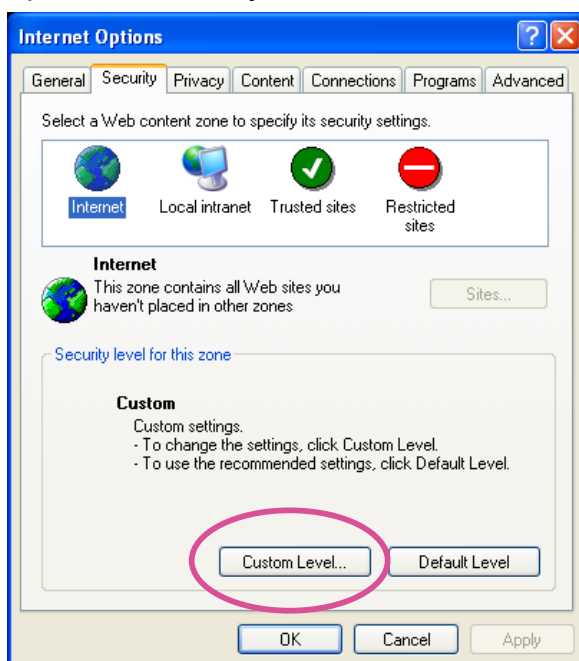 Internet Options
General Security Privacy Content Connections Programs Advanced
Select a Web content zone to specify its security settings.
Internet Local intranet Trusted sites Restricted sites
Internet
This zone contains all Web sites you
haven't placed in other zones
Sites...
Security level for this zone
Custom
Custom settings.
- To change the settings, click Custom Level.
- To use the recommended settings, click Default Level.
Custom Level... Default Level
OK Cancel Apply